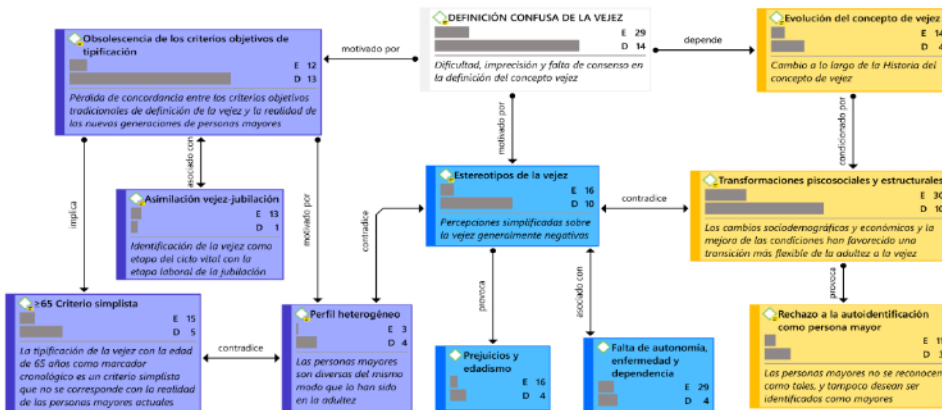 DEFINICIÓN CONFUSA DE LA VEJEZ
E 29
D 14
Dificultad, imprecisión y falta de consenso en
la definición del concepto vejez
motivado por
depende
motivado por
Obsolescencia de los criterios objetivos de
tipificación
E 12
D 13
Pérdida de concordancia entre los criterios objetivos
tradicionales de definición de la vejez y la realidad de
las nuevas generaciones de personas mayores
Evolución del concepto de vejez
E 14
D 4
Cambio a lo largo de la Historia del
concepto de vejez
condicionado por
implica
asociado con
motivado por
Asimilación vejez-jubilación
E 13
D 1
Identificación de la vejez como
etapa del ciclo vital con la
etapa laboral de la jubilación
contradice
Estereotipos de la vejez
E 16
D 10
Percepciones simplificadas sobre
la vejez generalmente negativas
contradice
Transformaciones piscosociales y estructurales
E 30
D 10
Los cambios sociodemográficos y económicos y la
mejora de las condiciones han favorecido una
transición más flexible de la adultez a la vejez
provoca
asociado con
provoca
≥65 Criterio simplista
E 15
D 5
La tipificación de la vejez con la edad
de 65 años como marcador
cronológico es un criterio simplista
que no se corresponde con la realidad
de las personas mayores actuales
contradice
Perfil heterogéneo
E 3
D 4
Las personas mayores
son diversas del mismo
modo que lo han sido
en la adultez
Prejuicios y
edadismo
E 16
D 4
Falta de autonomía,
enfermedad y
dependencia
E 29
D 4
Rechazo a la autoidentificación
como persona mayor
E
D 3
Las personas mayores no se reconocen
como tales, y tampoco desean ser
identificados como mayores